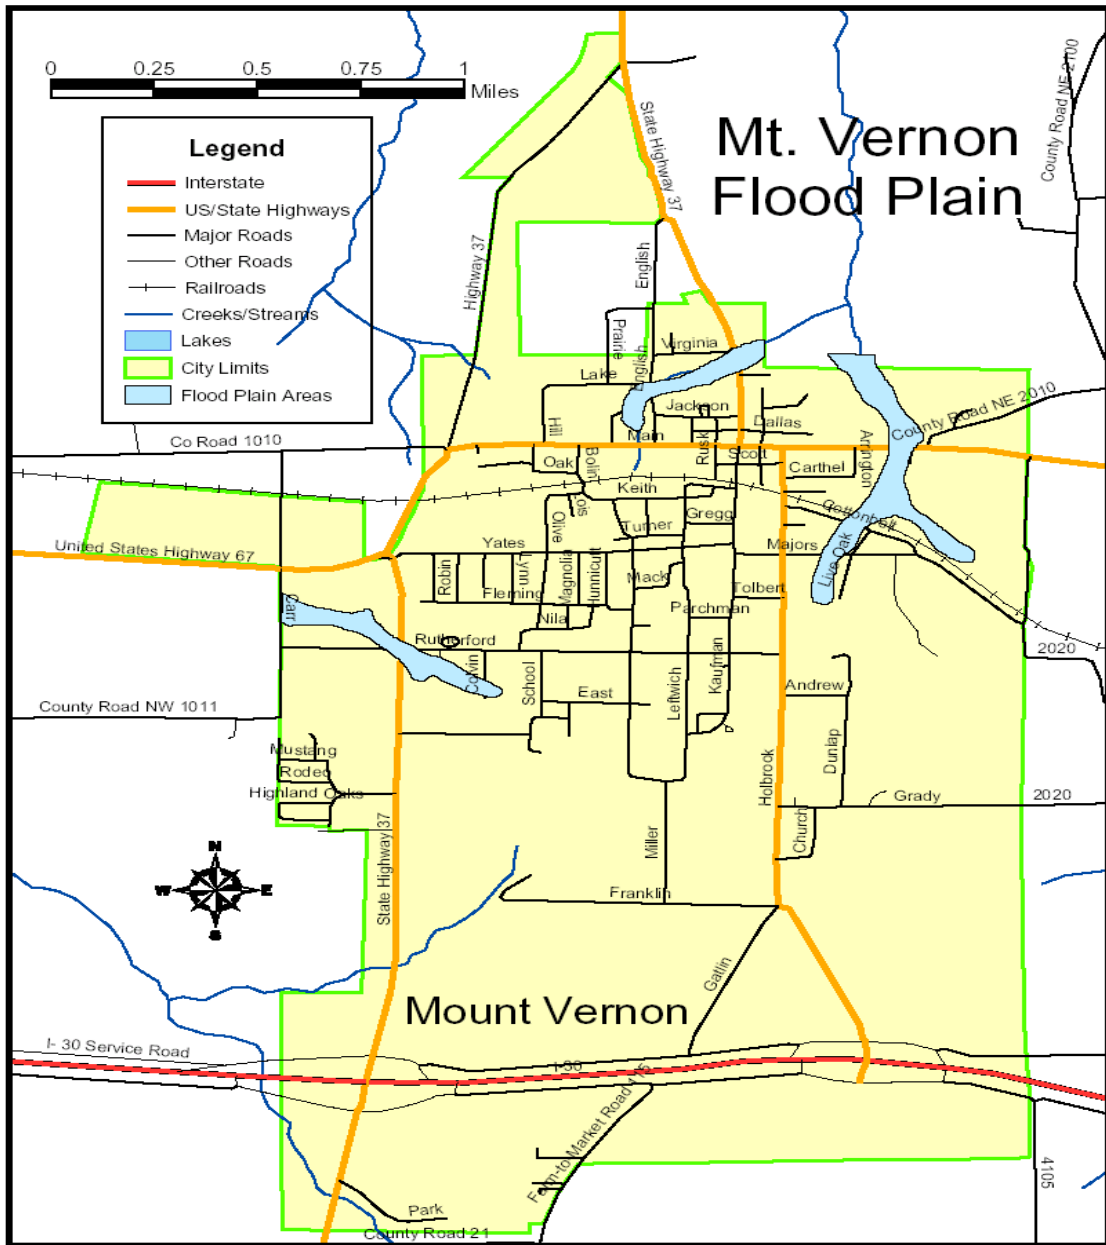 0 0.25 0.5 0.75 1
Miles
Mt. Vernon
Flood Plain
Legend
Interstate
US/State Highways
Major Roads
Other Roads
Railroads
Creeks/Streams
Lakes
City Limits
Flood Plain Areas
State Highway 37
County Road NE 2100
Highway 37
English
Prairie
English
Virginia
Lake
Jackson
Dallas
County Road NE 2010
Co Road 1010
Hill
Main
Rusk
Scott
Arrington
Oak
Bolin
Carthel
Keith
Lois
Olive
Turner
Gregg
Cottonbelt
United States Highway 67
Yates
Majors
Live Oak
Robin
Lynn
Magnolia
Hunnicutt
Mack
Fleming
Tolbert
Carr
Nila
Parchman
Rutherford
Colvin
School
Kaufman
Leftwich
2020
East
Andrew
County Road NW 1011
Mustang
Rodeo
Highland Oaks
Dunlap
Holbrook
Grady
2020
Church
Miller
State Highway 37
N
W E
S
Franklin
Gatlin
Mount Vernon
I- 30 Service Road
I-30
Farm-to-Market Road 115
4105
Park
County Road 21